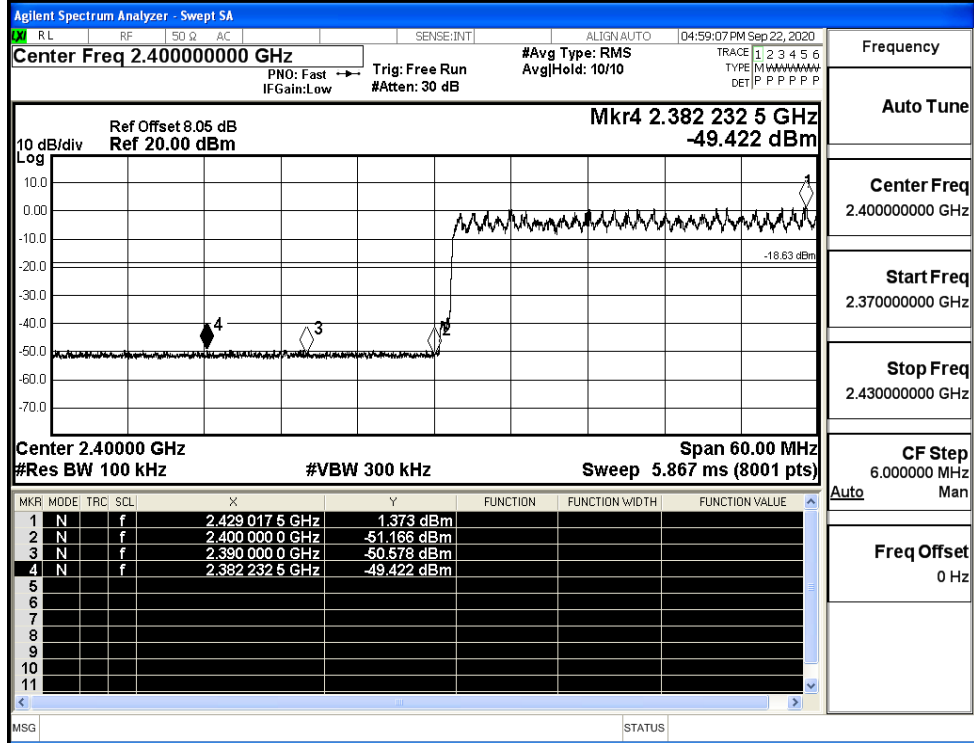 Agilent Spectrum Analyzer - Swept SA
LXI RL RF 50 Ω AC SENSE:INT ALIGN AUTO 04:59:07 PM Sep 22, 2020
Center Freq 2.400000000 GHz
PNO: Fast
IFGain:Low
Trig: Free Run
#Atten: 30 dB
#Avg Type: RMS
Avg|Hold: 10/10
TRACE 1 2 3 4 5 6
TYPE M W W W W W
DET P P P P P P
Ref Offset 8.05 dB
10 dB/div Ref 20.00 dBm
Log
Mkr4 2.382 232 5 GHz
-49.422 dBm
10.0
0.00
-10.0
-20.0
-30.0
-40.0
-50.0
-60.0
-70.0
1
-18.63 dBm
4
3
2
Center 2.40000 GHz Span 60.00 MHz
#Res BW 100 kHz #VBW 300 kHz Sweep 5.867 ms (8001 pts)
MKR MODE TRC SCL X Y FUNCTION FUNCTION WIDTH FUNCTION VALUE
1 N f 2.429 017 5 GHz 1.373 dBm
2 N f 2.400 000 0 GHz -51.166 dBm
3 N f 2.390 000 0 GHz -50.578 dBm
4 N f 2.382 232 5 GHz -49.422 dBm
5
6
7
8
9
10
11
MSG STATUS
Frequency
Auto Tune
Center Freq
2.400000000 GHz
Start Freq
2.370000000 GHz
Stop Freq
2.430000000 GHz
CF Step
6.000000 MHz
Auto Man
Freq Offset
0 Hz